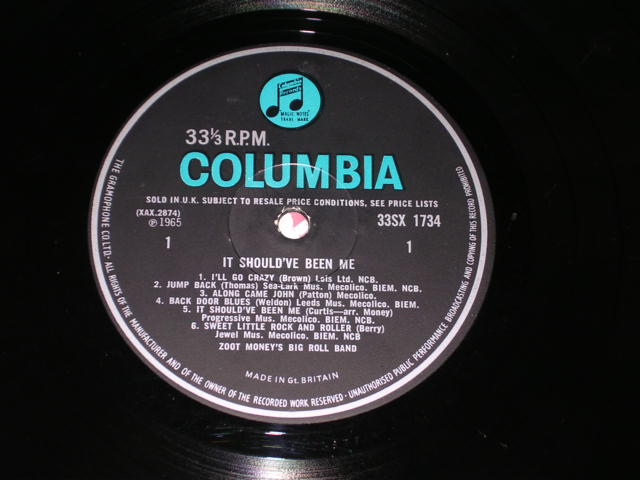 Columbia
Records
MAGIC NOTES
TRADE MARK
33⅓ R.P.M.
COLUMBIA
SOLD IN U.K. SUBJECT TO RESALE PRICE CONDITIONS, SEE PRICE LISTS
(XAX.2874)
℗ 1965
33SX 1734
1
1
IT SHOULD'VE BEEN ME
1. I'LL GO CRAZY (Brown) Lois Ltd. NCB.
2. JUMP BACK (Thomas) Sea-Lark Mus. Mecolico. BIEM. NCB.
3. ALONG CAME JOHN (Patton) Mecolico.
4. BACK DOOR BLUES (Weldon) Leeds Mus. Mecolico. BIEM.
5. IT SHOULD'VE BEEN ME (Curtis—arr. Money)
Progressive Mus. Mecolico. BIEM. NCB.
6. SWEET LITTLE ROCK AND ROLLER (Berry)
Jewel Mus. Mecolico. BIEM. NCB
ZOOT MONEY'S BIG ROLL BAND
MADE IN Gt. BRITAIN
THE GRAMOPHONE CO. LTD. ALL RIGHTS OF THE MANUFACTURER AND OF THE OWNER OF THE RECORDED WORK RESERVED · UNAUTHORISED PUBLIC PERFORMANCE BROADCASTING AND COPYING OF THIS RECORD PROHIBITED